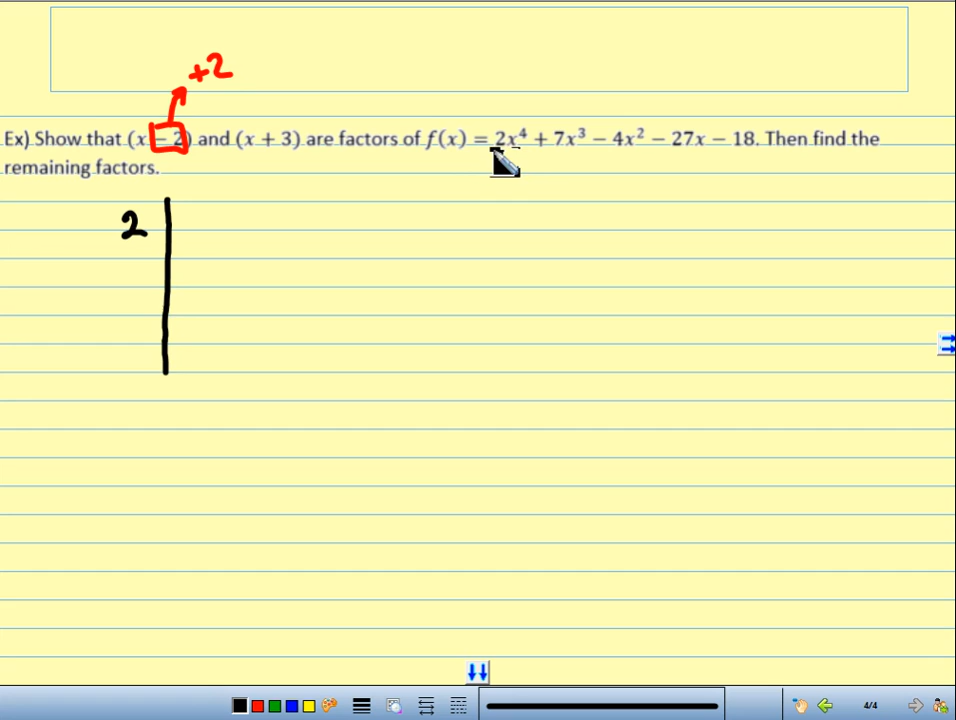 +2
Ex) Show that (x − 2) and (x + 3) are factors of f(x) = 2x⁴ + 7x³ − 4x² − 27x − 18. Then find the
remaining factors.
2
4/4